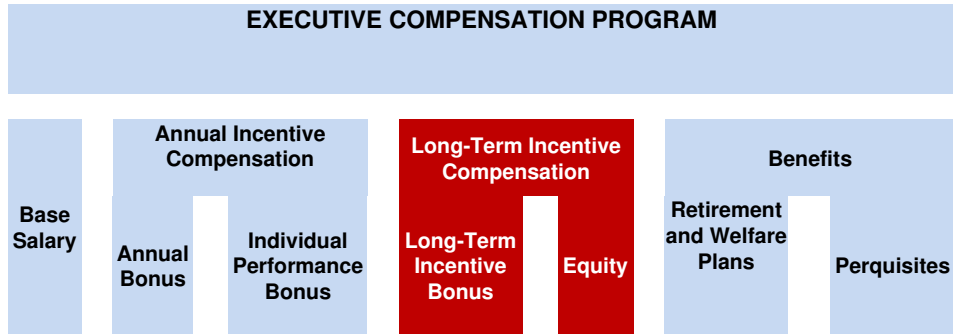 EXECUTIVE COMPENSATION PROGRAM
Base
Salary
Annual Incentive
Compensation
Annual
Bonus
Individual
Performance
Bonus
Long-Term Incentive
Compensation
Long-Term
Incentive
Bonus
Equity
Benefits
Retirement
and Welfare
Plans
Perquisites